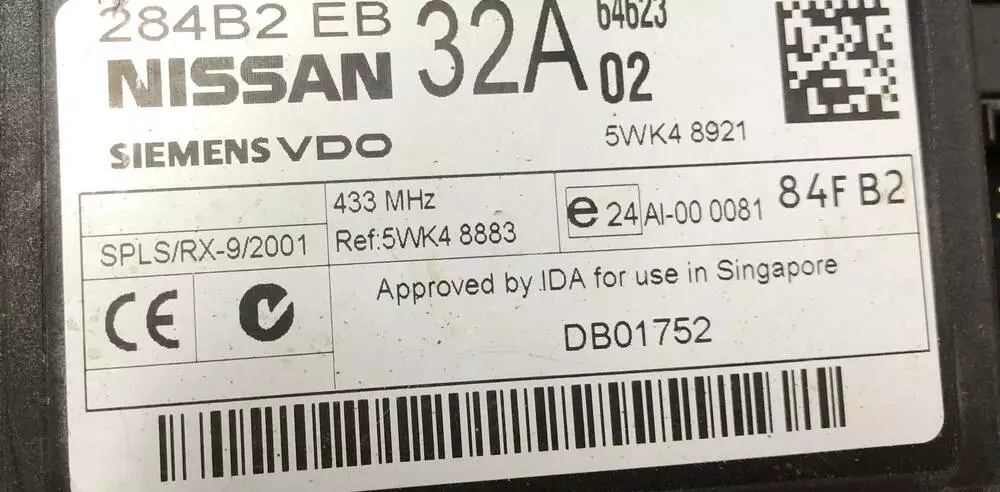 284B2 EB
NISSAN
32A
64623
02
SIEMENS VDO
5WK4 8921
433 MHz
SPLS/RX-9/2001
Ref:5WK4 8883
e 24 AI-00 0081
84F B2
CE
Approved by IDA for use in Singapore
DB01752